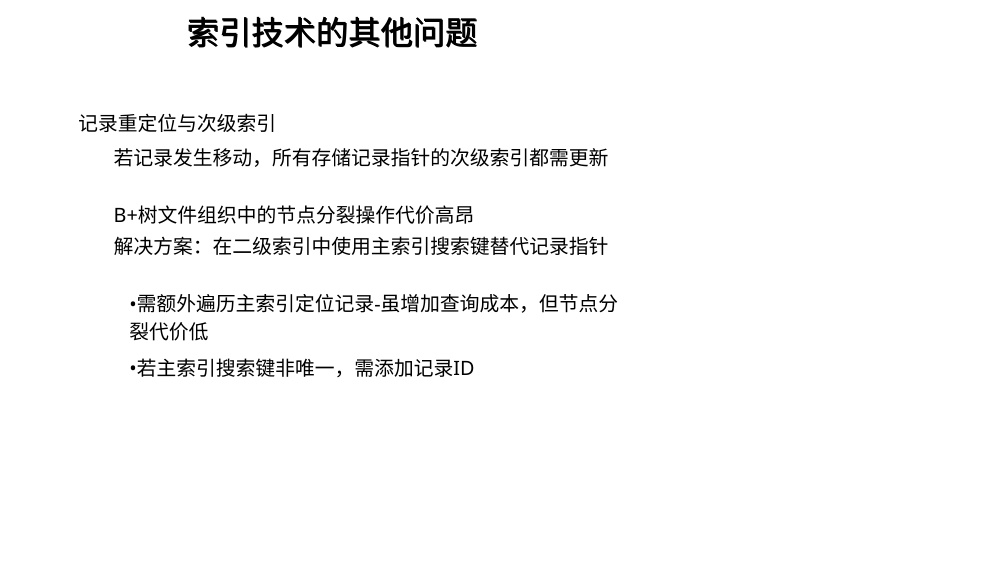 索引技术的其他问题
记录重定位与次级索引
若记录发生移动，所有存储记录指针的次级索引都需更新
B+树文件组织中的节点分裂操作代价高昂
解决方案：在二级索引中使用主索引搜索键替代记录指针
•需额外遍历主索引定位记录-虽增加查询成本，但节点分
裂代价低
•若主索引搜索键非唯一，需添加记录ID